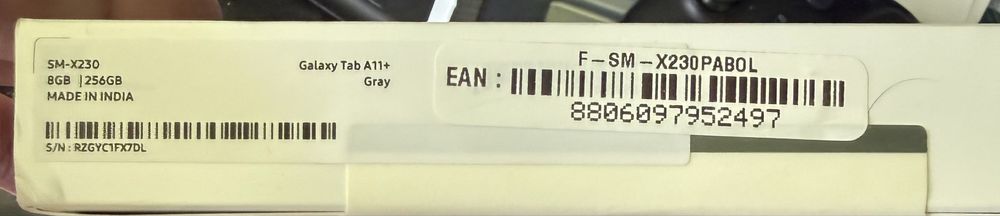 SM-X230
8GB | 256GB
MADE IN INDIA
Galaxy Tab A11+
Gray
S/N : RZGYC1FX7DL
F-SM-X230PABOL
EAN :
8806097952497